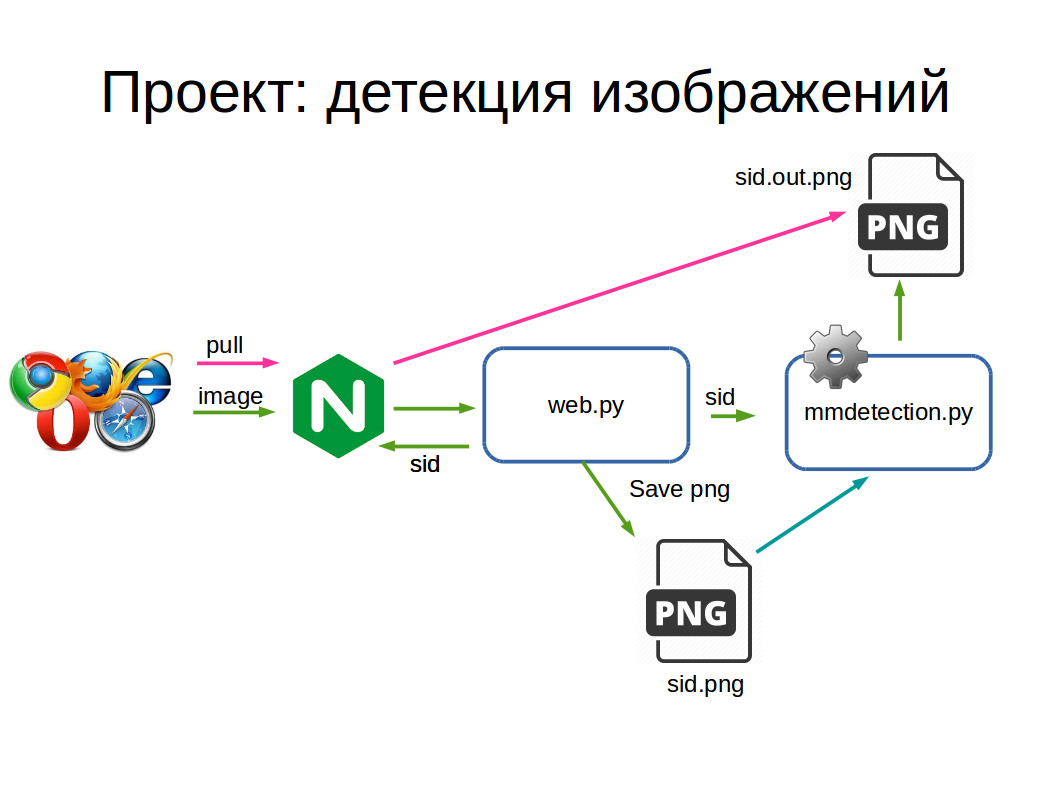 Проект: детекция изображений
sid.out.png
PNG
pull
image
N
web.py
sid
mmdetection.py
sid
Save png
PNG
sid.png